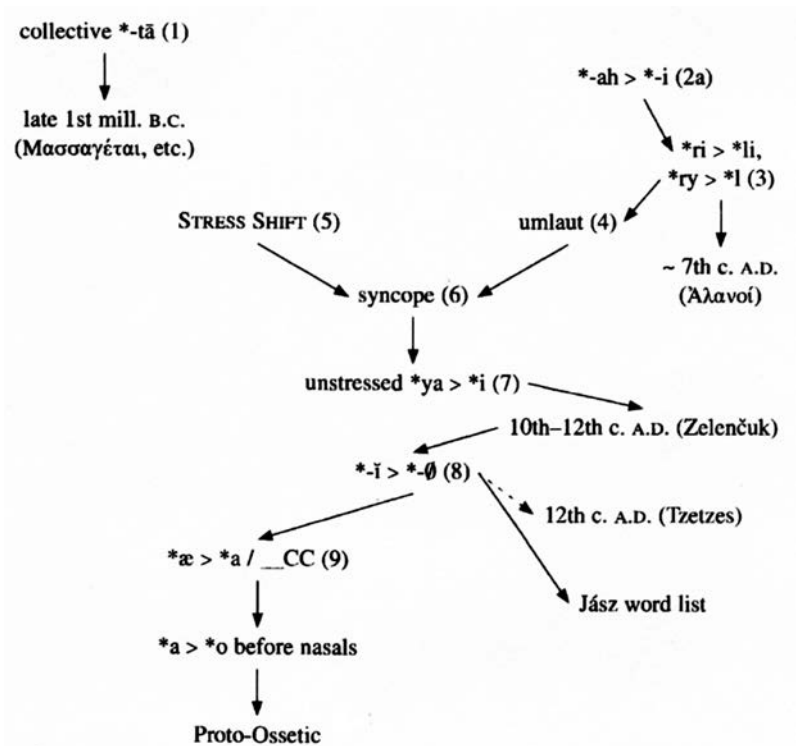 collective *-tā (1)
*-ah > *-i (2a)
late 1st mill. B.C.
(Μασσαγέται, etc.)
*ri > *li,
*ry > *l (3)
STRESS SHIFT (5)
umlaut (4)
~ 7th c. A.D.
(Ἀλανοί)
syncope (6)
unstressed *ya > *i (7)
10th–12th c. A.D. (Zelenčuk)
*-ĭ > *-Ø (8)
12th c. A.D. (Tzetzes)
*æ > *a / __CC (9)
Jász word list
*a > *o before nasals
Proto-Ossetic